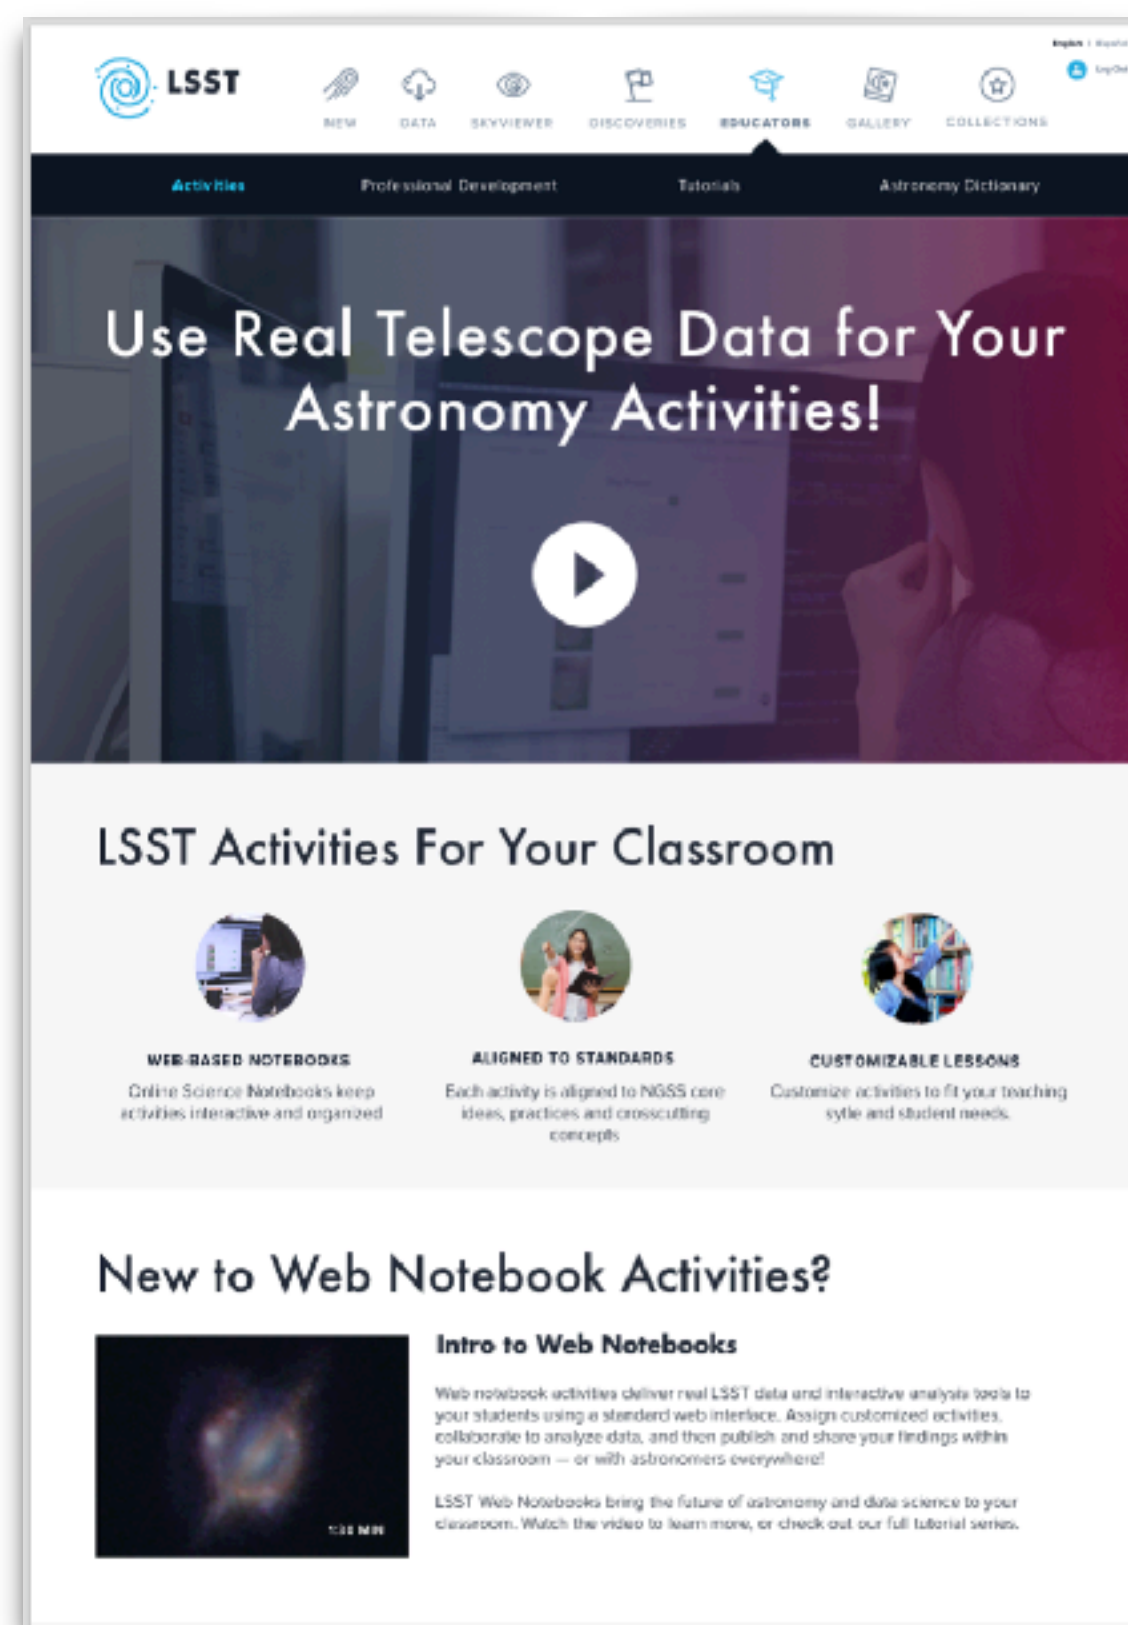 English | Español
LSST
Log Out
NEW
DATA
SKYVIEWER
DISCOVERIES
EDUCATORS
GALLERY
COLLECTIONS
Activities
Professional Development
Tutorials
Astronomy Dictionary
Use Real Telescope Data for Your
Astronomy Activities!
LSST Activities For Your Classroom
WEB-BASED NOTEBOOKS
Online Science Notebooks keep
activities interactive and organized
ALIGNED TO STANDARDS
Each activity is aligned to NGSS core
ideas, practices and crosscutting
concepts
CUSTOMIZABLE LESSONS
Customize activities to fit your teaching
sytle and student needs.
New to Web Notebook Activities?
1:30 MIN
Intro to Web Notebooks
Web notebook activities deliver real LSST data and interactive analysis tools to
your students using a standard web interface. Assign customized activities,
collaborate to analyze data, and then publish and share your findings within
your classroom — or with astronomers everywhere!
LSST Web Notebooks bring the future of astronomy and data science to your
classroom. Watch the video to learn more, or check out our full tutorial series.